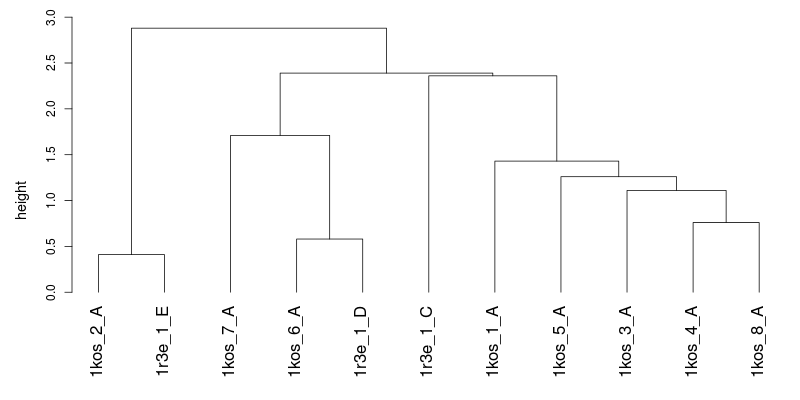 3.0
2.5
2.0
1.5
1.0
0.5
0.0
height
1kos_2_A
1r3e_1_E
1kos_7_A
1kos_6_A
1r3e_1_D
1r3e_1_C
1kos_1_A
1kos_5_A
1kos_3_A
1kos_4_A
1kos_8_A